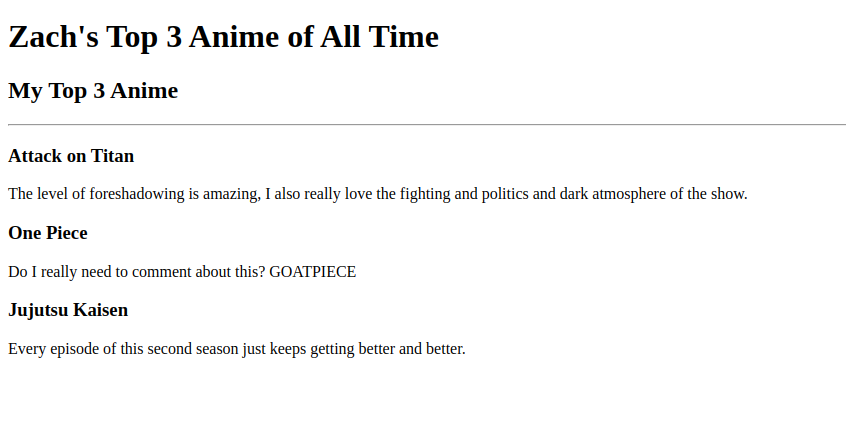 Zach's Top 3 Anime of All Time
My Top 3 Anime
Attack on Titan
The level of foreshadowing is amazing, I also really love the fighting and politics and dark atmosphere of the show.
One Piece
Do I really need to comment about this? GOATPIECE
Jujutsu Kaisen
Every episode of this second season just keeps getting better and better.